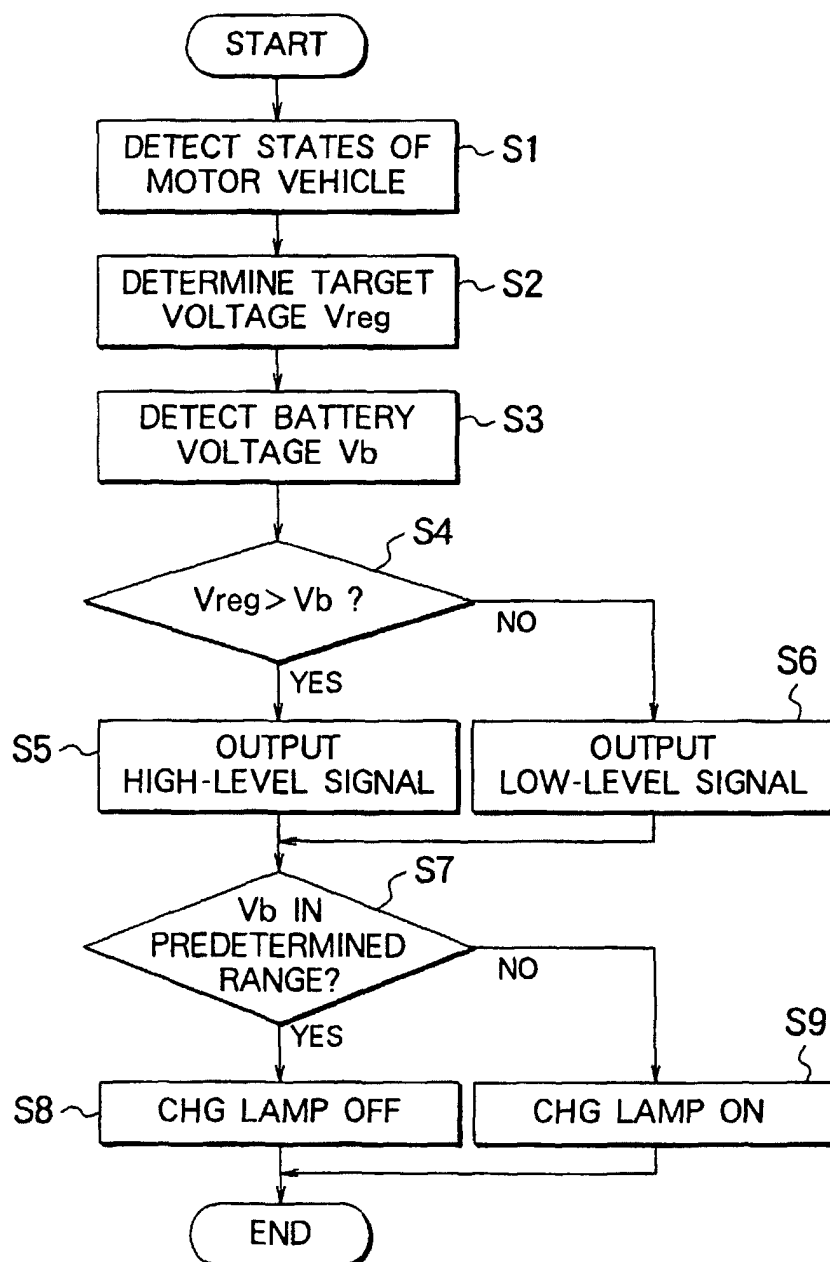 START
DETECT STATES OF
MOTOR VEHICLE
S1
DETERMINE TARGET
VOLTAGE Vreg
S2
DETECT BATTERY
VOLTAGE Vb
S3
S4
Vreg > Vb ?
NO
YES
S5
OUTPUT
HIGH-LEVEL SIGNAL
S6
OUTPUT
LOW-LEVEL SIGNAL
S7
Vb IN
PREDETERMINED
RANGE?
NO
YES
S8
CHG LAMP OFF
S9
CHG LAMP ON
END